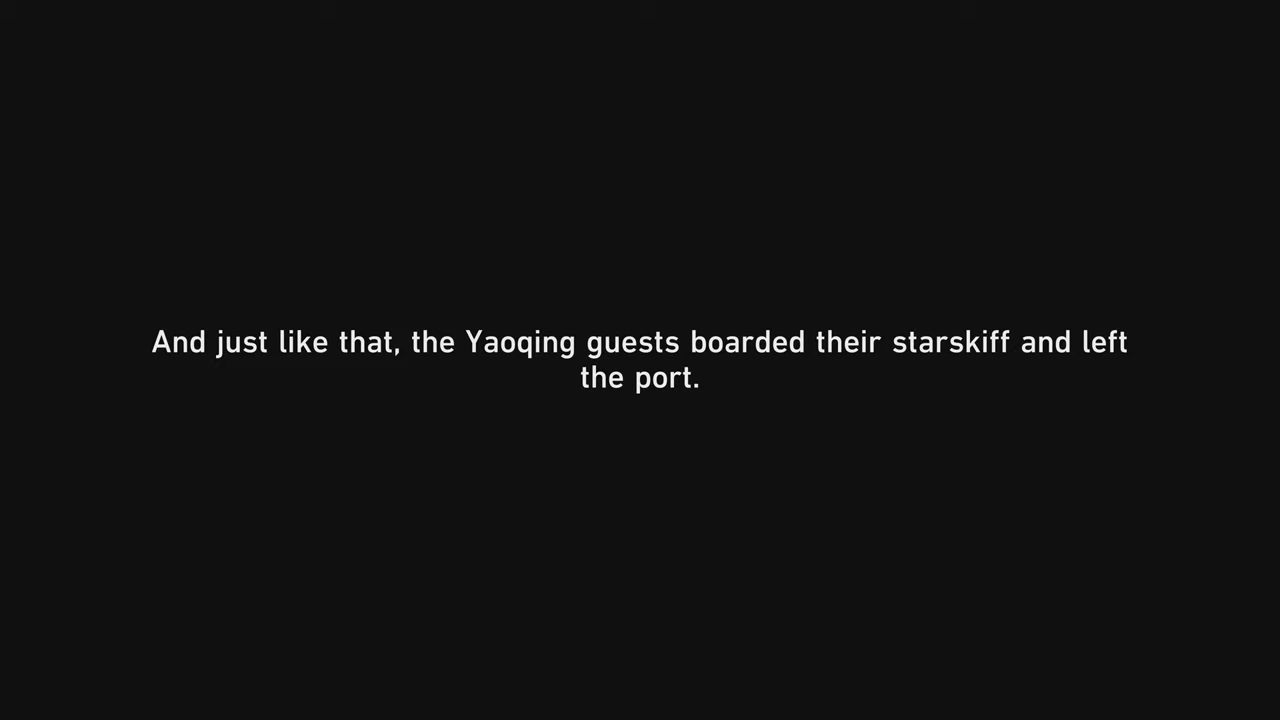 And just like that, the Yaoqing guests boarded their starskiff and left
the port.